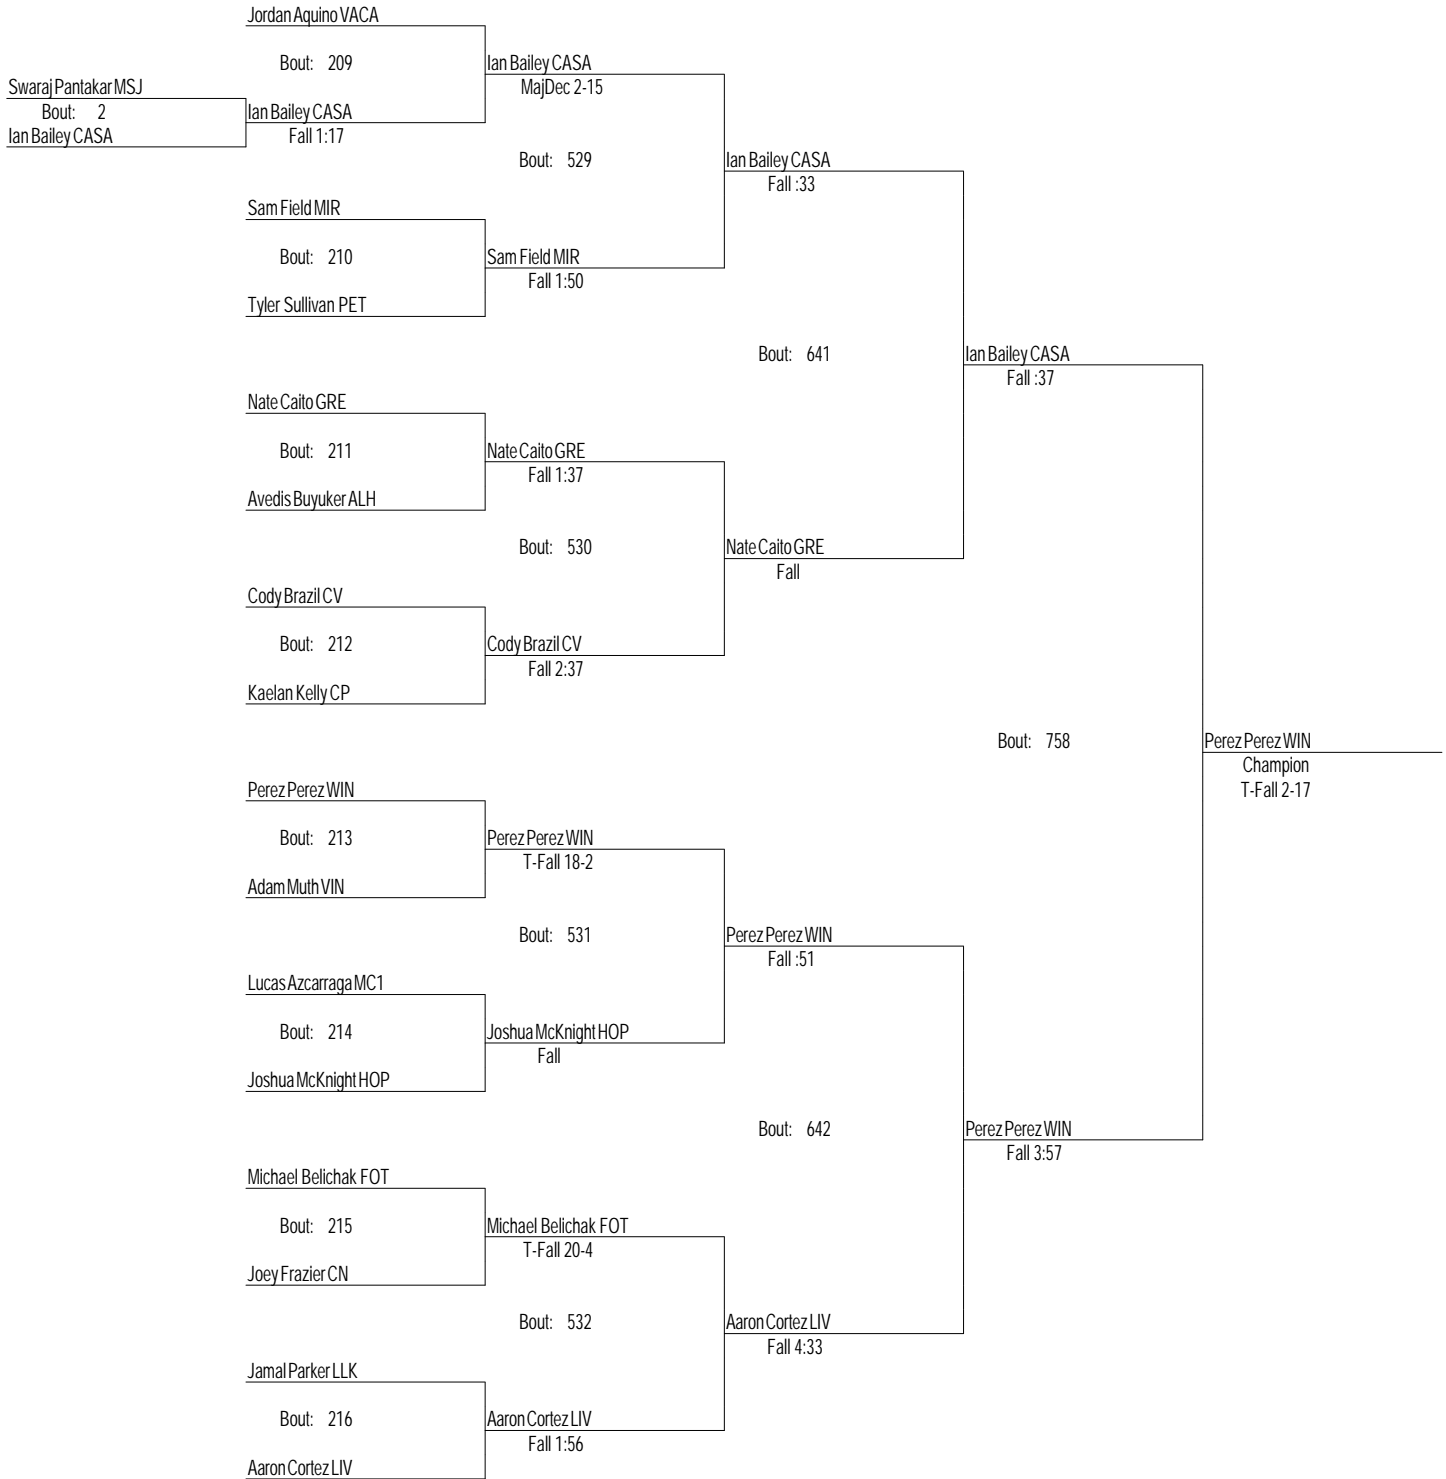 Jordan Aquino VACA
Bout: 209
Ian Bailey CASA
MajDec 2-15
Swaraj Pantakar MSJ
Bout: 2
Ian Bailey CASA
Ian Bailey CASA
Fall 1:17
Bout: 529
Ian Bailey CASA
Fall :33
Sam Field MIR
Bout: 210
Sam Field MIR
Fall 1:50
Tyler Sullivan PET
Bout: 641
Ian Bailey CASA
Fall :37
Nate Caito GRE
Bout: 211
Nate Caito GRE
Fall 1:37
Avedis Buyuker ALH
Bout: 530
Nate Caito GRE
Fall
Cody Brazil CV
Bout: 212
Cody Brazil CV
Fall 2:37
Kaelan Kelly CP
Bout: 758
Perez Perez WIN
Champion
T-Fall 2-17
Perez Perez WIN
Bout: 213
Perez Perez WIN
T-Fall 18-2
Adam Muth VIN
Bout: 531
Perez Perez WIN
Fall :51
Lucas Azcarraga MC1
Bout: 214
Joshua McKnight HOP
Fall
Joshua McKnight HOP
Bout: 642
Perez Perez WIN
Fall 3:57
Michael Belichak FOT
Bout: 215
Michael Belichak FOT
T-Fall 20-4
Joey Frazier CN
Bout: 532
Aaron Cortez LIV
Fall 4:33
Jamal Parker LLK
Bout: 216
Aaron Cortez LIV
Fall 1:56
Aaron Cortez LIV